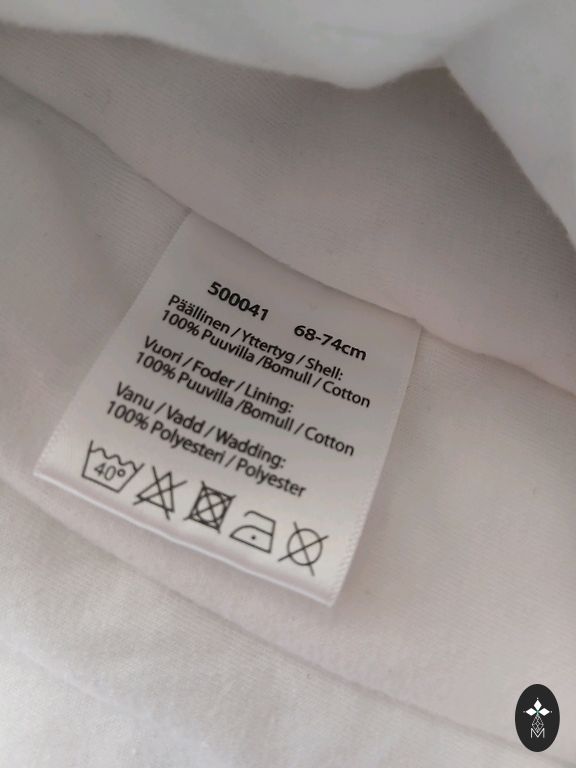 500041 68-74cm
Päällinen / Yttertyg / Shell:
100% Puuvilla /Bomull / Cotton
Vuori / Foder / Lining:
100% Puuvilla /Bomull / Cotton
Vanu / Vadd / Wadding:
100% Polyesteri / Polyester
40°
M